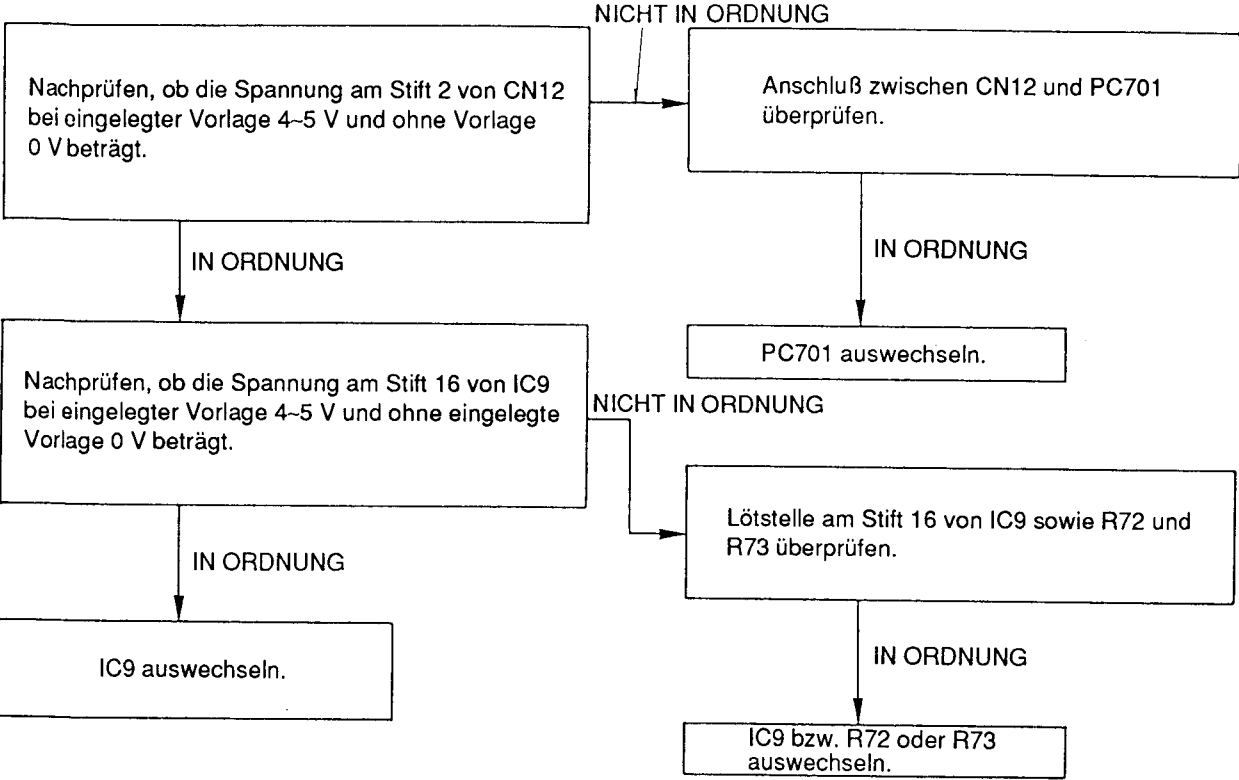 NICHT IN ORDNUNG
Nachprüfen, ob die Spannung am Stift 2 von CN12
bei eingelegter Vorlage 4~5 V und ohne Vorlage
0 V beträgt.
Anschluß zwischen CN12 und PC701
überprüfen.
IN ORDNUNG
IN ORDNUNG
PC701 auswechseln.
Nachprüfen, ob die Spannung am Stift 16 von IC9
bei eingelegter Vorlage 4~5 V und ohne eingelegte
Vorlage 0 V beträgt.
NICHT IN ORDNUNG
Lötstelle am Stift 16 von IC9 sowie R72 und
R73 überprüfen.
IN ORDNUNG
IC9 auswechseln.
IN ORDNUNG
IC9 bzw. R72 oder R73
auswechseln.